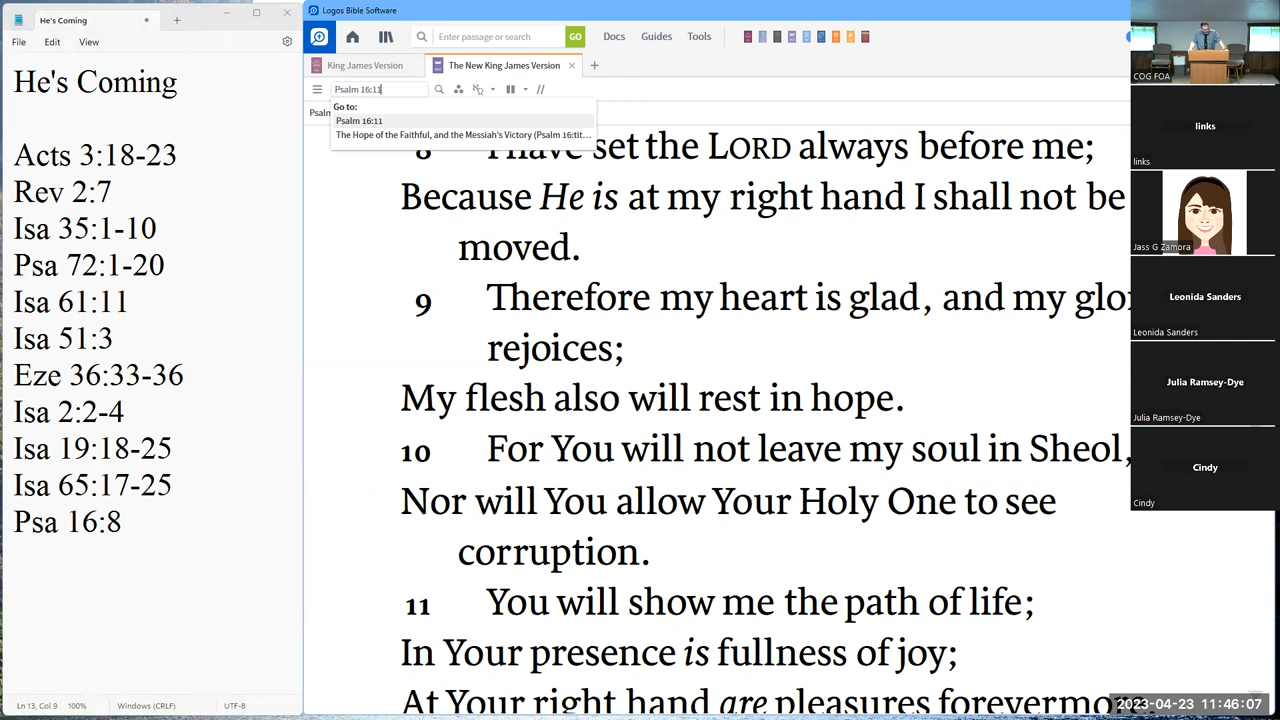 He's Coming
File Edit View
He's Coming
Acts 3:18-23
Rev 2:7
Isa 35:1-10
Psa 72:1-20
Isa 61:11
Isa 51:3
Eze 36:33-36
Isa 2:2-4
Isa 19:18-25
Isa 65:17-25
Psa 16:8
Ln 13, Col 9 100% Windows (CRLF) UTF-8
Logos Bible Software
Enter passage or search GO Docs Guides Tools
King James Version The New King James Version
Psalm 16:11
Psalm
Go to:
Psalm 16:11
The Hope of the Faithful, and the Messiah's Victory (Psalm 16:tit...
8 I have set the LORD always before me;
Because He is at my right hand I shall not be
moved.
9 Therefore my heart is glad, and my glor
rejoices;
My flesh also will rest in hope.
10 For You will not leave my soul in Sheol,
Nor will You allow Your Holy One to see
corruption.
11 You will show me the path of life;
In Your presence is fullness of joy;
At Your right hand are pleasures forevermore.
COG FOA
links
links
Jass G Zamora
Leonida Sanders
Leonida Sanders
Julia Ramsey-Dye
Julia Ramsey-Dye
Cindy
Cindy
2023-04-23 11:46:07